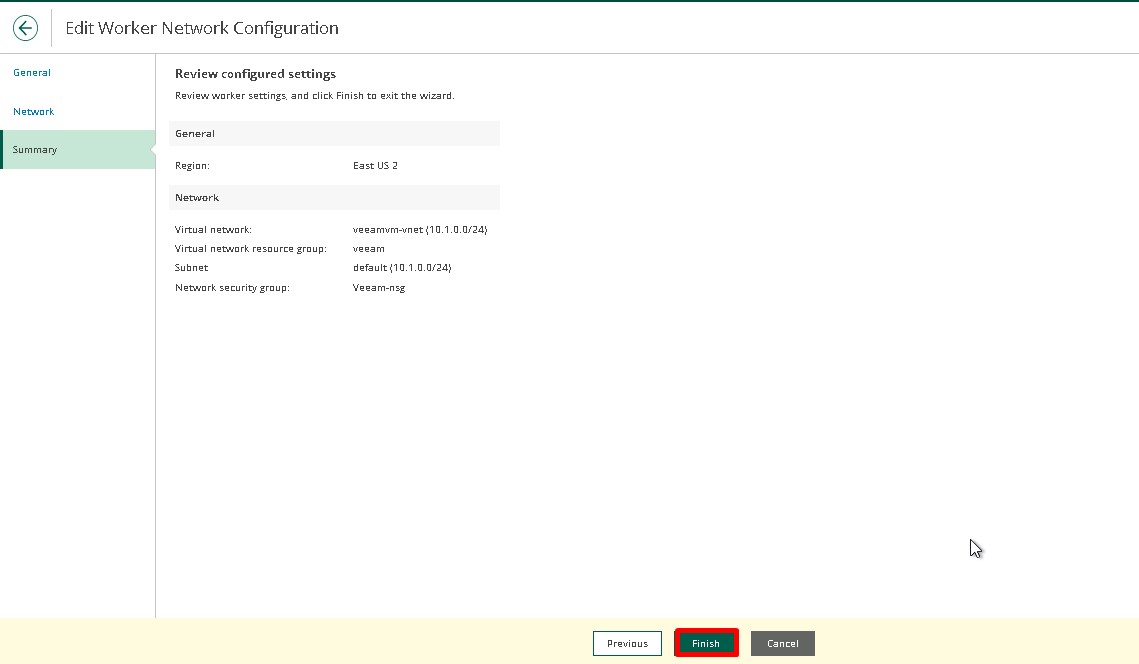 Edit Worker Network Configuration
General
Network
Summary
Review configured settings
Review worker settings, and click Finish to exit the wizard.
General
Region: East US 2
Network
Virtual network: veeamvm-vnet (10.1.0.0/24)
Virtual network resource group: veeam
Subnet default (10.1.0.0/24)
Network security group: Veeam-nsg
Previous Finish Cancel